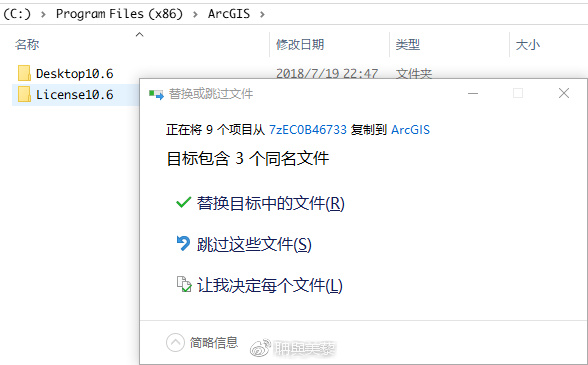 (C:) › Program Files (x86) › ArcGIS ›
名称 修改日期 类型 大小
Desktop10.6 2018/7/19 22:47 文件夹
License10.6
替换或跳过文件
正在将 9 个项目从 7zEC0B46733 复制到 ArcGIS
目标包含 3 个同名文件
替换目标中的文件(R)
跳过这些文件(S)
让我决定每个文件(L)
简略信息